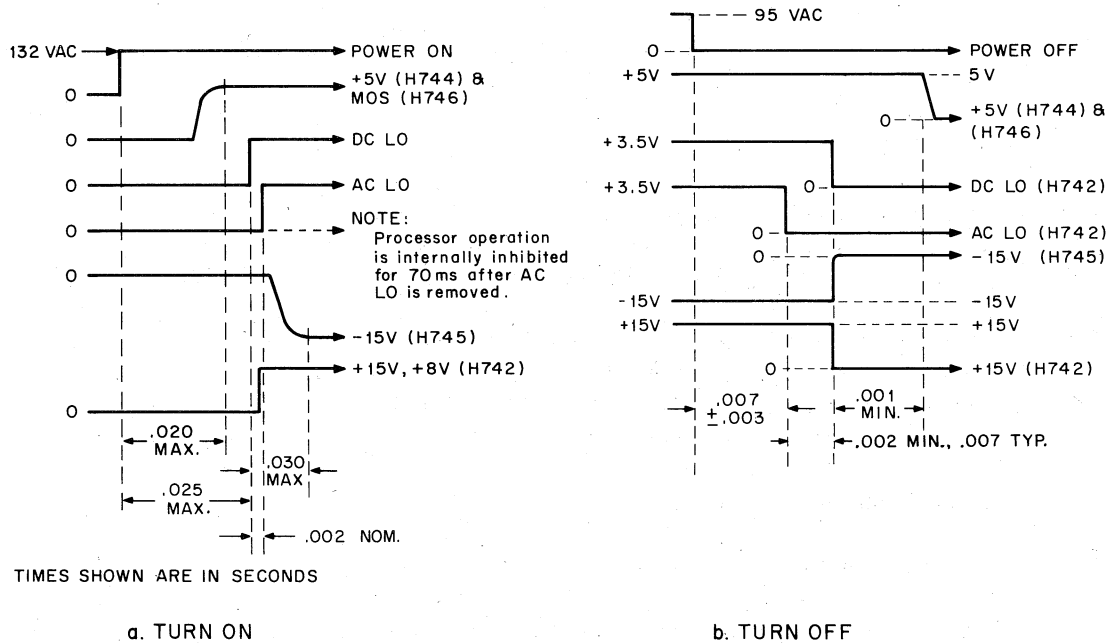 132 VAC
POWER ON
0
+5V (H744) &
MOS (H746)
0
DC LO
0
AC LO
0
NOTE:
Processor operation
is internally inhibited
for 70ms after AC
LO is removed.
0
-15V (H745)
+15V, +8V (H742)
0
.020
MAX.
.030
MAX
.025
MAX.
.002 NOM.
TIMES SHOWN ARE IN SECONDS
a. TURN ON
95 VAC
0
POWER OFF
+5V
5V
0
+5V (H744) &
(H746)
+3.5V
0
DC LO (H742)
+3.5V
0
AC LO (H742)
0
-15V (H745)
-15V
-15V
+15V
+15V
0
+15V (H742)
.007
±.003
.001
MIN.
.002 MIN., .007 TYP.
b. TURN OFF